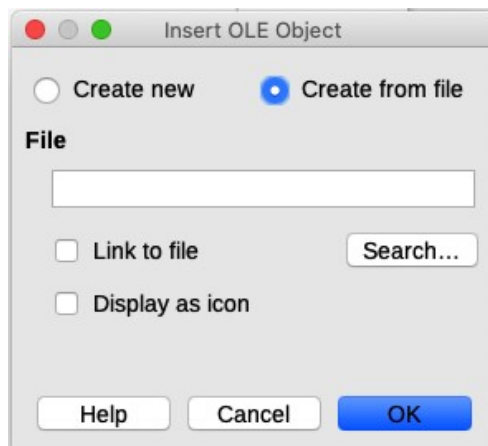 Insert OLE Object
Create new Create from file
File
Link to file Search...
Display as icon
Help Cancel OK